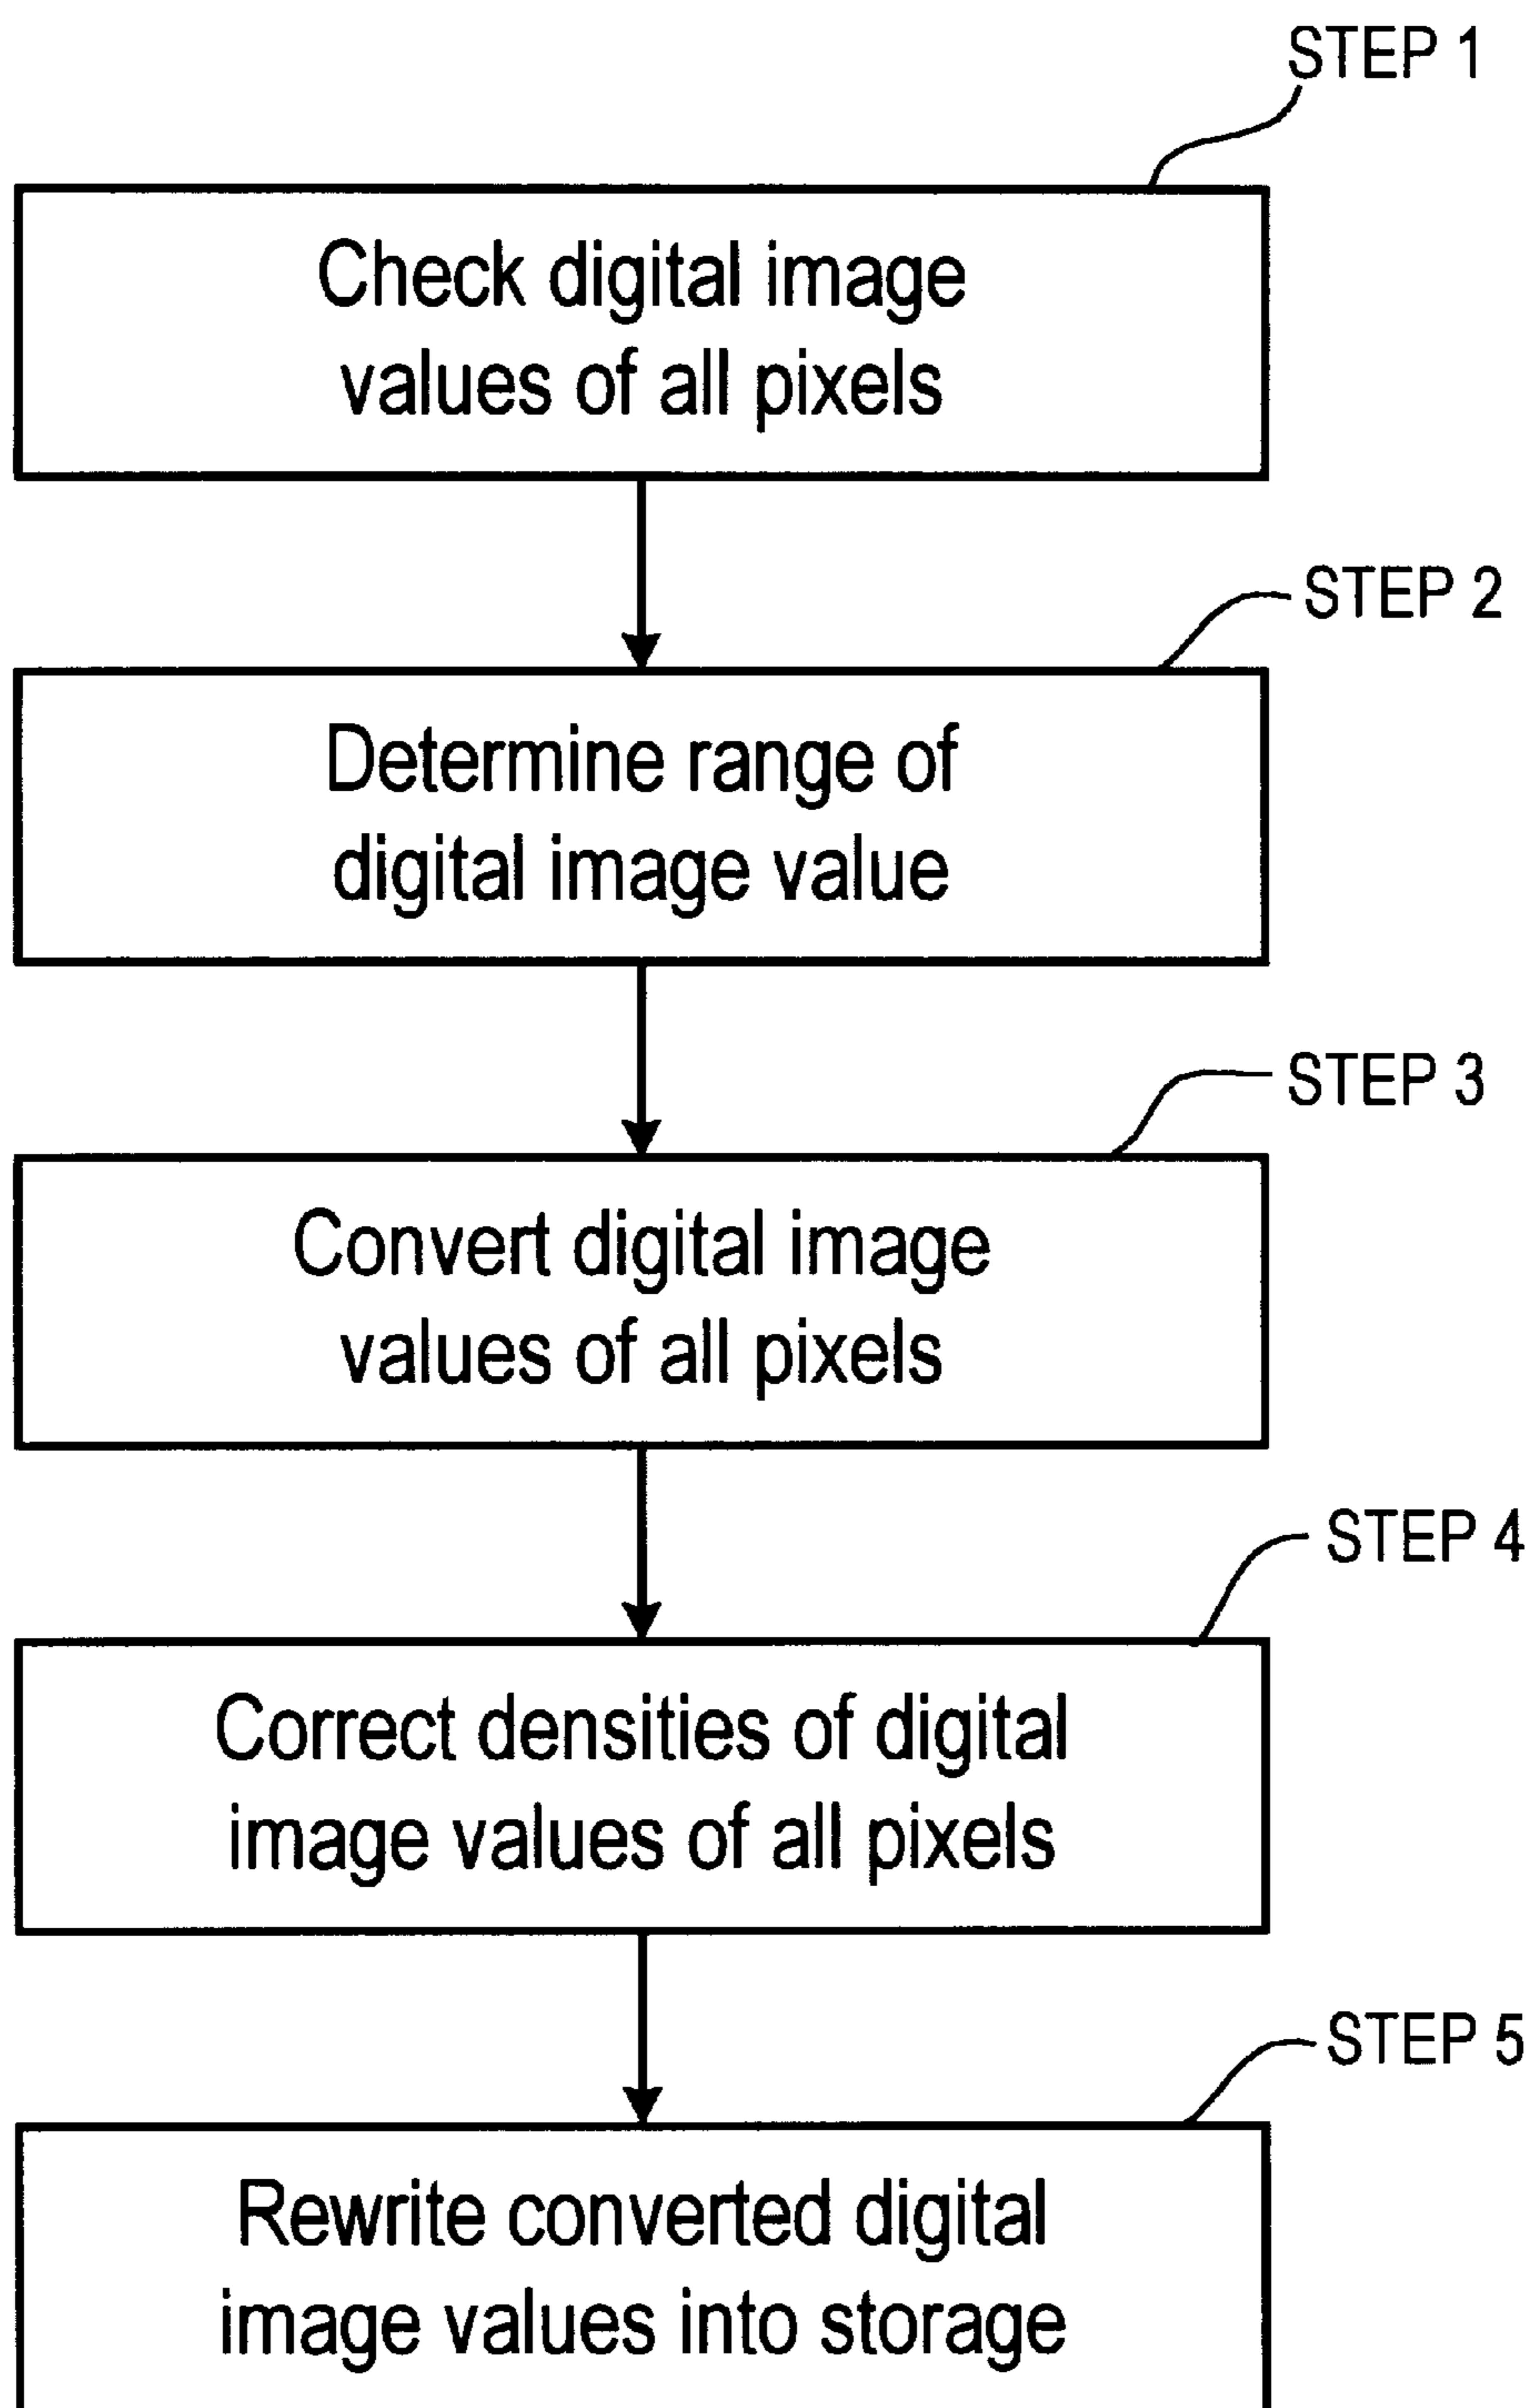 STEP 1
Check digital image
values of all pixels
STEP 2
Determine range of
digital image value
STEP 3
Convert digital image
values of all pixels
STEP 4
Correct densities of digital
image values of all pixels
STEP 5
Rewrite converted digital
image values into storage